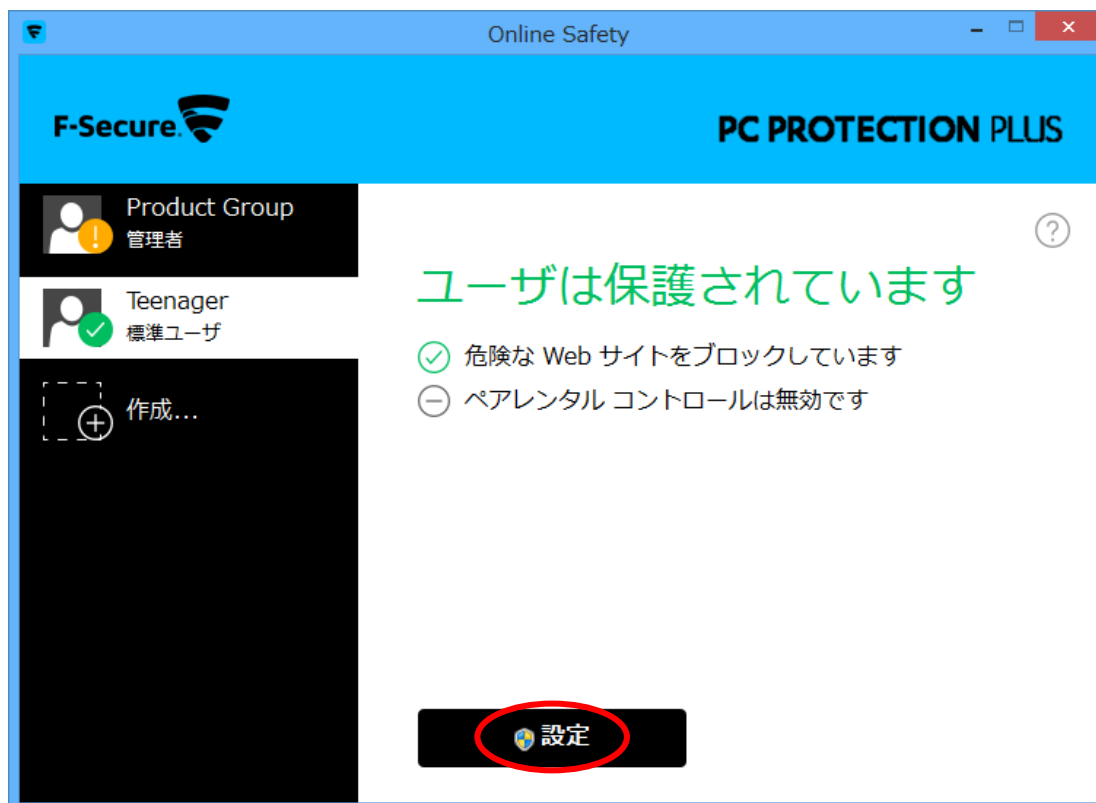 Online Safety
F-Secure.
PC PROTECTION PLUS
Product Group
管理者
Teenager
標準ユーザ
作成...
ユーザは保護されています
危険な Web サイトをブロックしています
ペアレンタル コントロールは無効です
設定